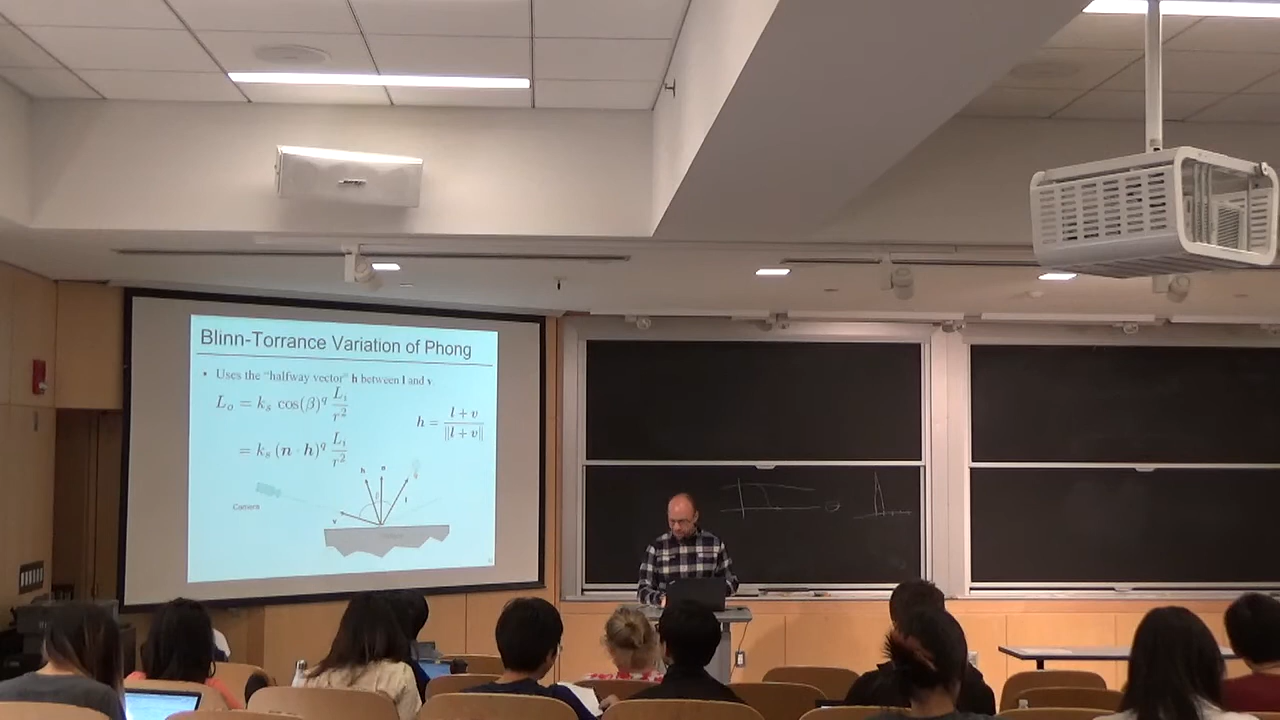 Blinn-Torrance Variation of Phong
• Uses the "halfway vector" h between l and v.
L_o = k_s cos(β)^q L_i / r^2
h = l + v / ||l + v||
= k_s (n · h)^q L_i / r^2
h n
Camera
l
v